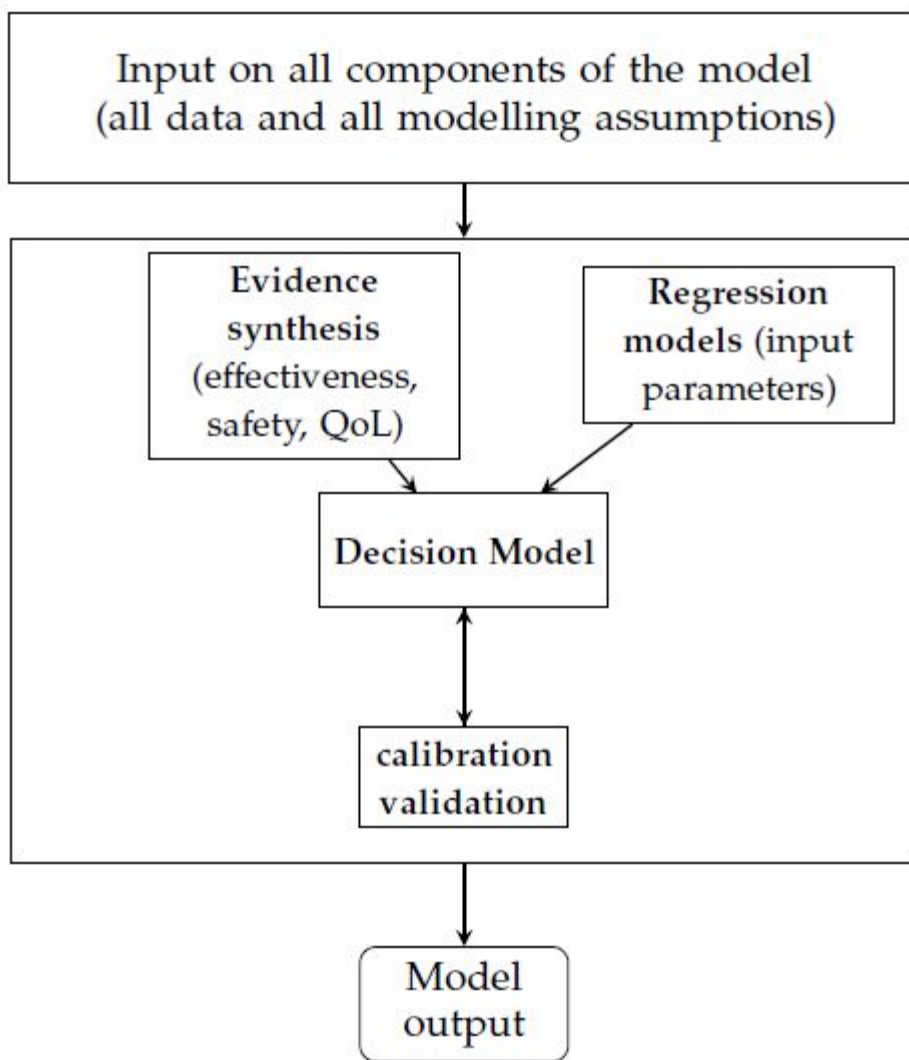 Input on all components of the model
(all data and all modelling assumptions)
Evidence
synthesis
(effectiveness,
safety, QoL)
Regression
models (input
parameters)
Decision Model
calibration
validation
Model
output